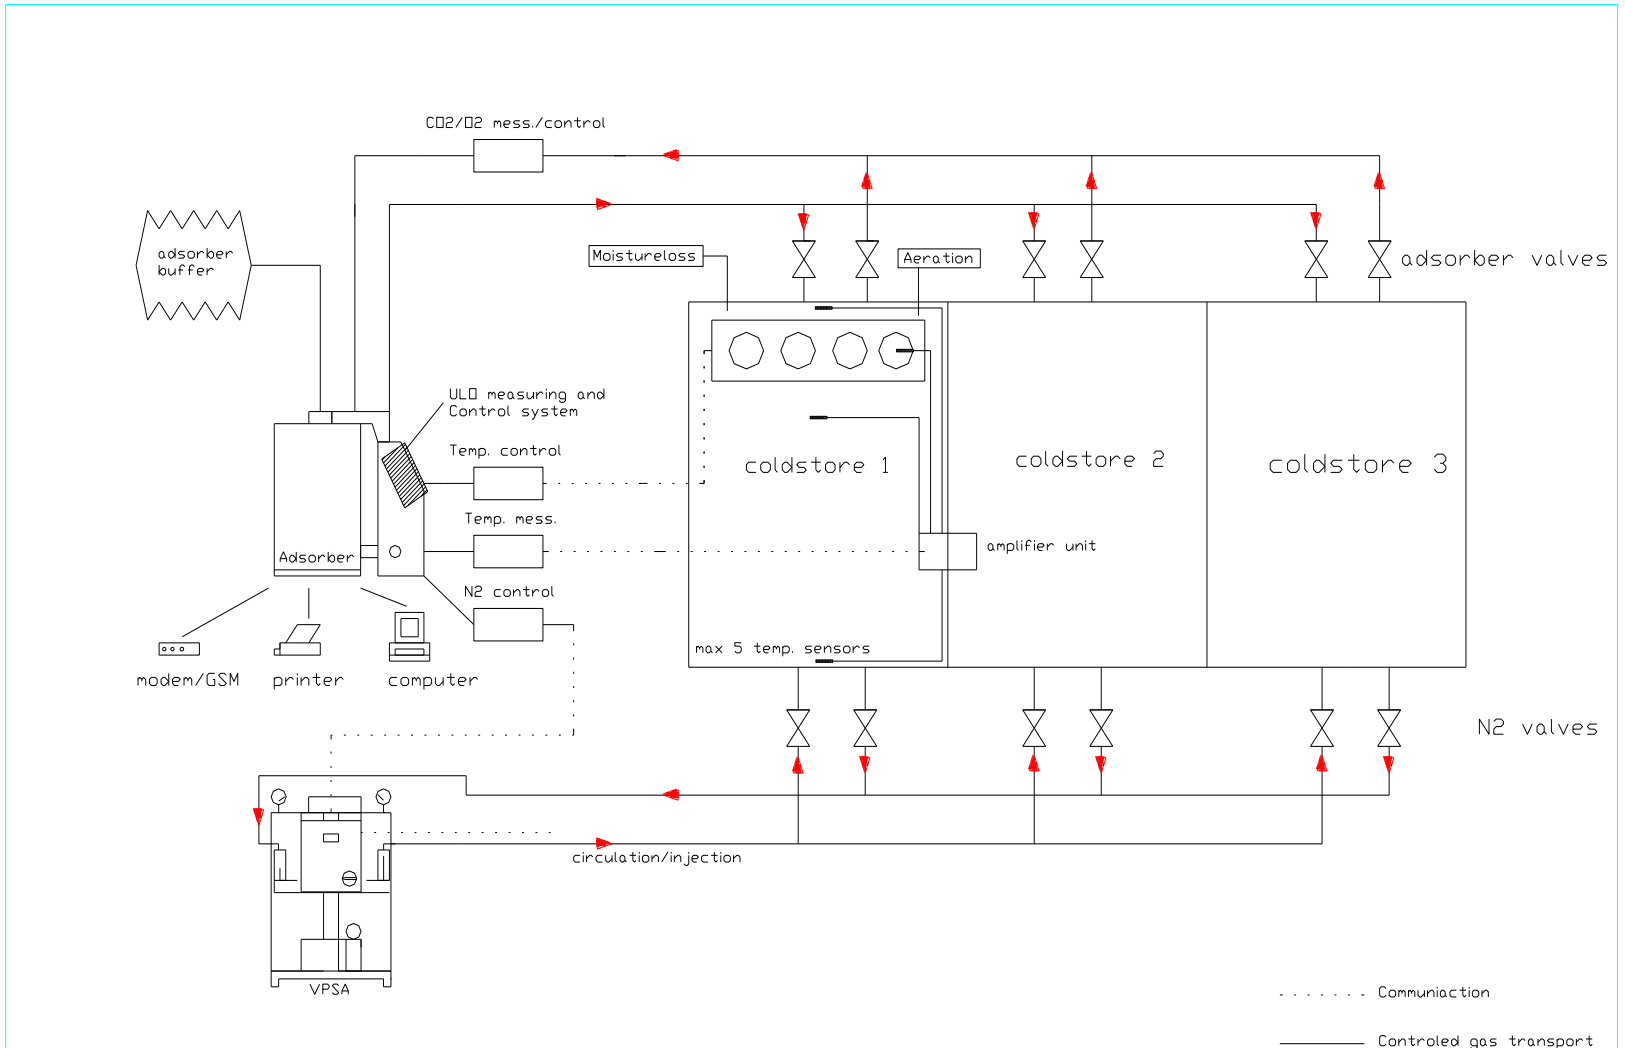 CO2/O2 mess./control
adsorber
buffer
Moistureloss
Aeration
adsorber valves
ULO measuring and
Control system
Temp. control
coldstore 1
coldstore 2
coldstore 3
Temp. mess.
amplifier unit
Adsorber
N2 control
max 5 temp. sensors
modem/GSM
printer
computer
N2 valves
circulation/injection
VPSA
Communiaction
Controled gas transport